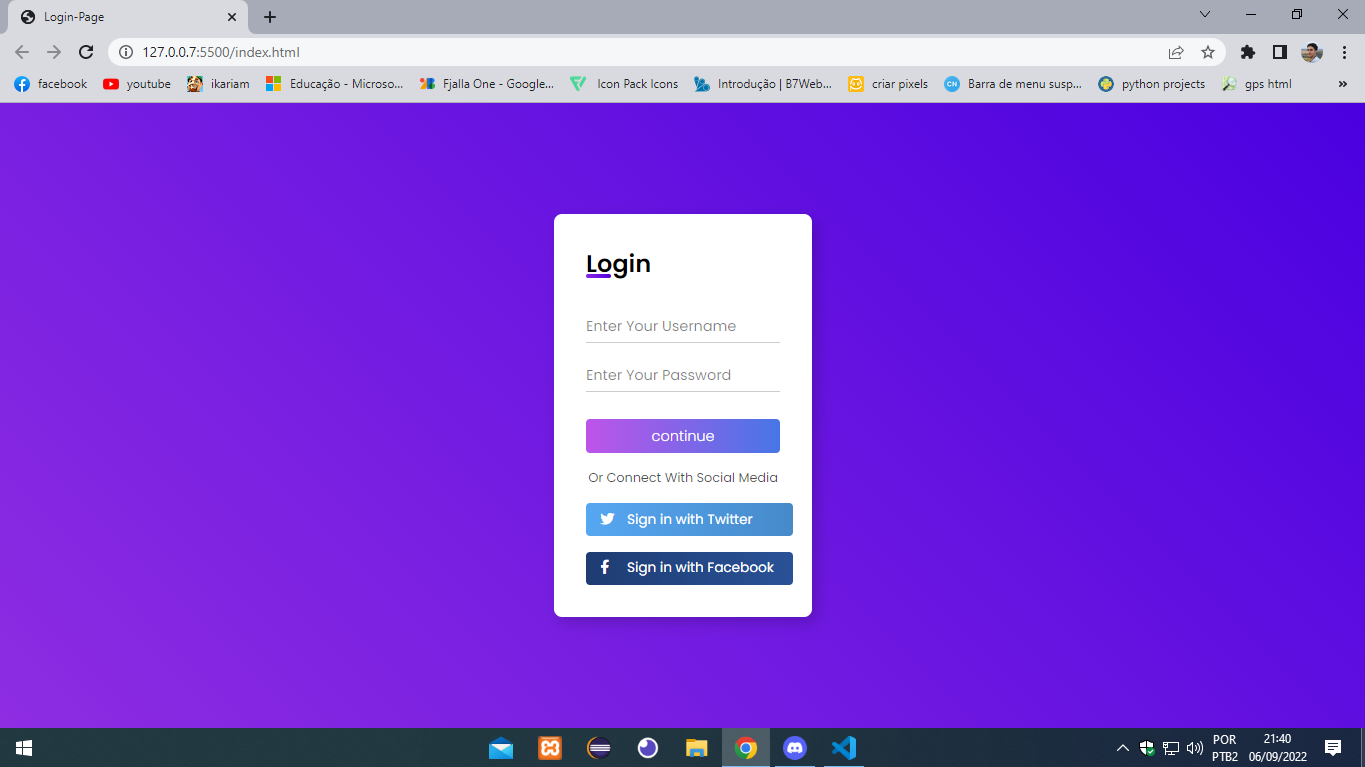 Login-Page
127.0.0.7:5500/index.html
facebook youtube ikariam Educação - Microso... Fjalla One - Google... Icon Pack Icons Introdução | B7Web... criar pixels CN Barra de menu susp... python projects gps html »
Login
Enter Your Username
Enter Your Password
continue
Or Connect With Social Media
Sign in with Twitter
Sign in with Facebook
POR 21:40
PTB2 06/09/2022